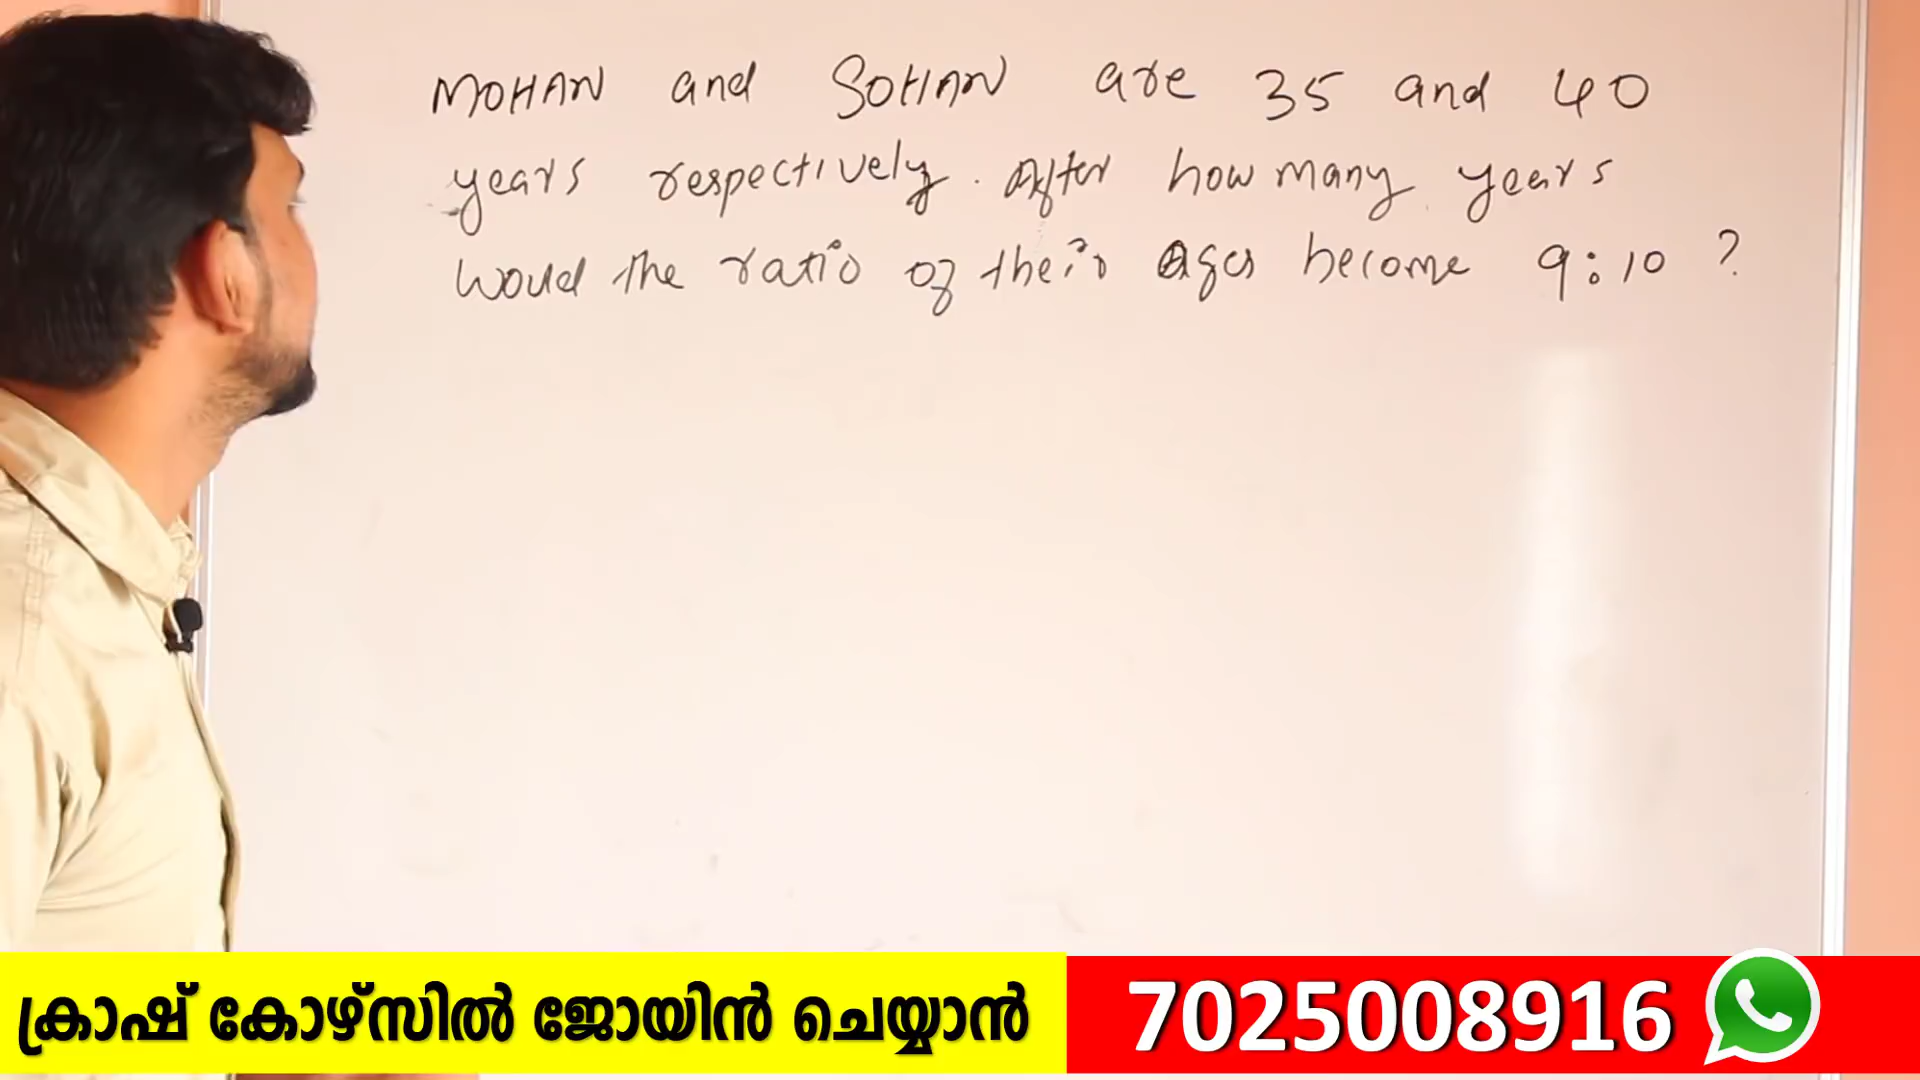 MOHAN and SOHAN are 35 and 40
years respectively. After how many years
would the ratio of their Ages become 9:10 ?
ക്രാഷ് കോഴ്സിൽ ജോയിൻ ചെയ്യാൻ
7025008916